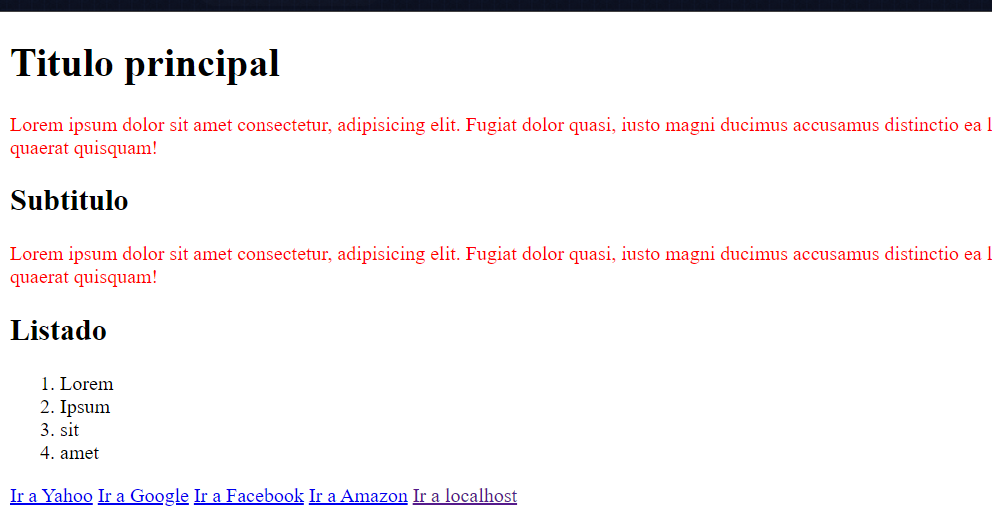 Titulo principal
Lorem ipsum dolor sit amet consectetur, adipisicing elit. Fugiat dolor quasi, iusto magni ducimus accusamus distinctio ea
quaerat quisquam!
Subtitulo
Lorem ipsum dolor sit amet consectetur, adipisicing elit. Fugiat dolor quasi, iusto magni ducimus accusamus distinctio ea
quaerat quisquam!
Listado
1. Lorem
2. Ipsum
3. sit
4. amet
Ir a Yahoo Ir a Google Ir a Facebook Ir a Amazon Ir a localhost